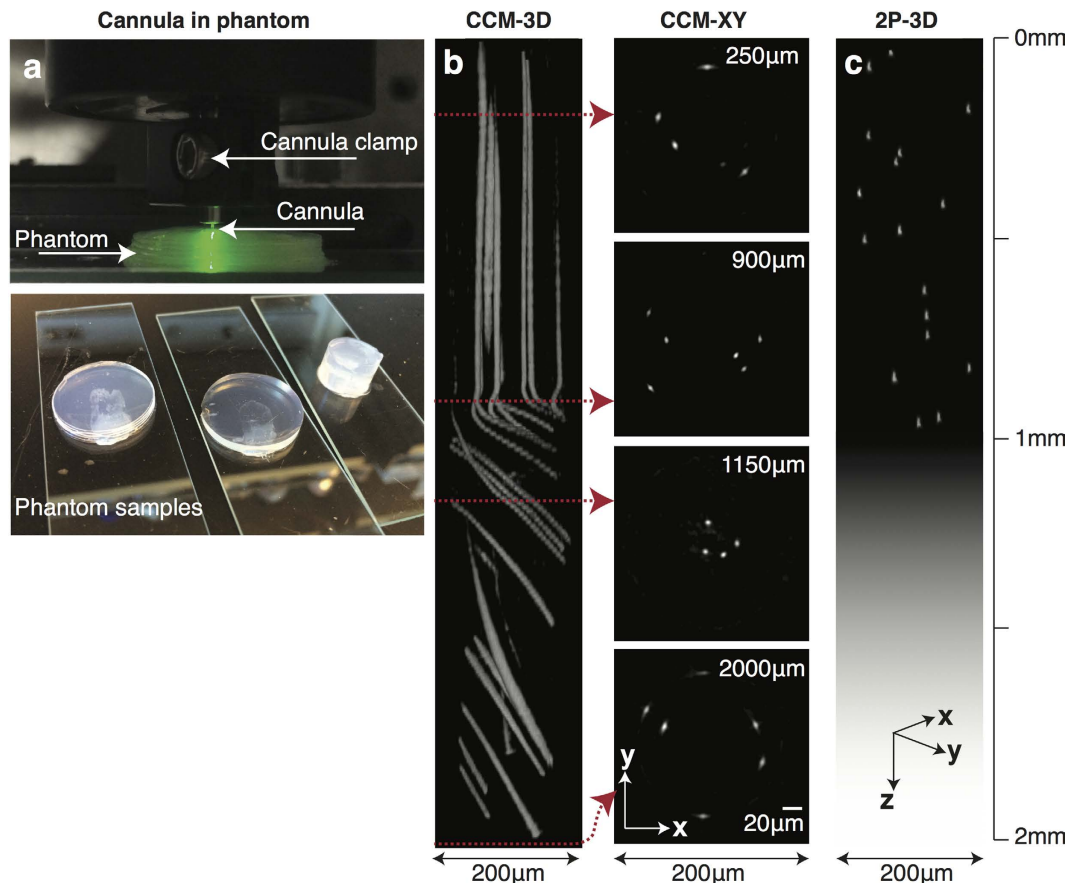 Cannula in phantom
a
Cannula clamp
Cannula
Phantom
Phantom samples
CCM-3D
b
200µm
CCM-XY
250µm
900µm
1150µm
2000µm
y
x
20µm
200µm
2P-3D
c
x
y
z
200µm
0mm
1mm
2mm